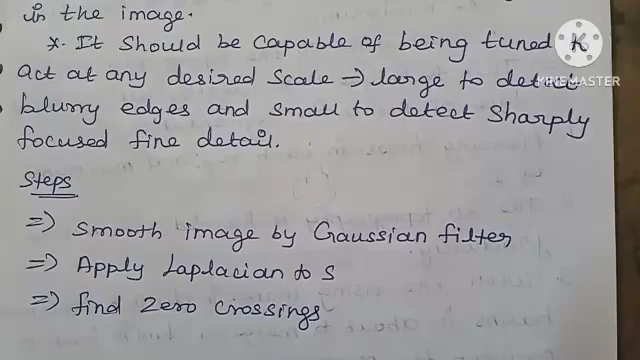 in the image.
*. It should be capable of being tuned
act at any desired scale → large to detect
blurry edges and small to detect sharply
focused fine detail.
Steps
⇒ Smooth image by Gaussian filter
⇒ Apply Laplacian to S
⇒ find zero crossings
KINEMASTER